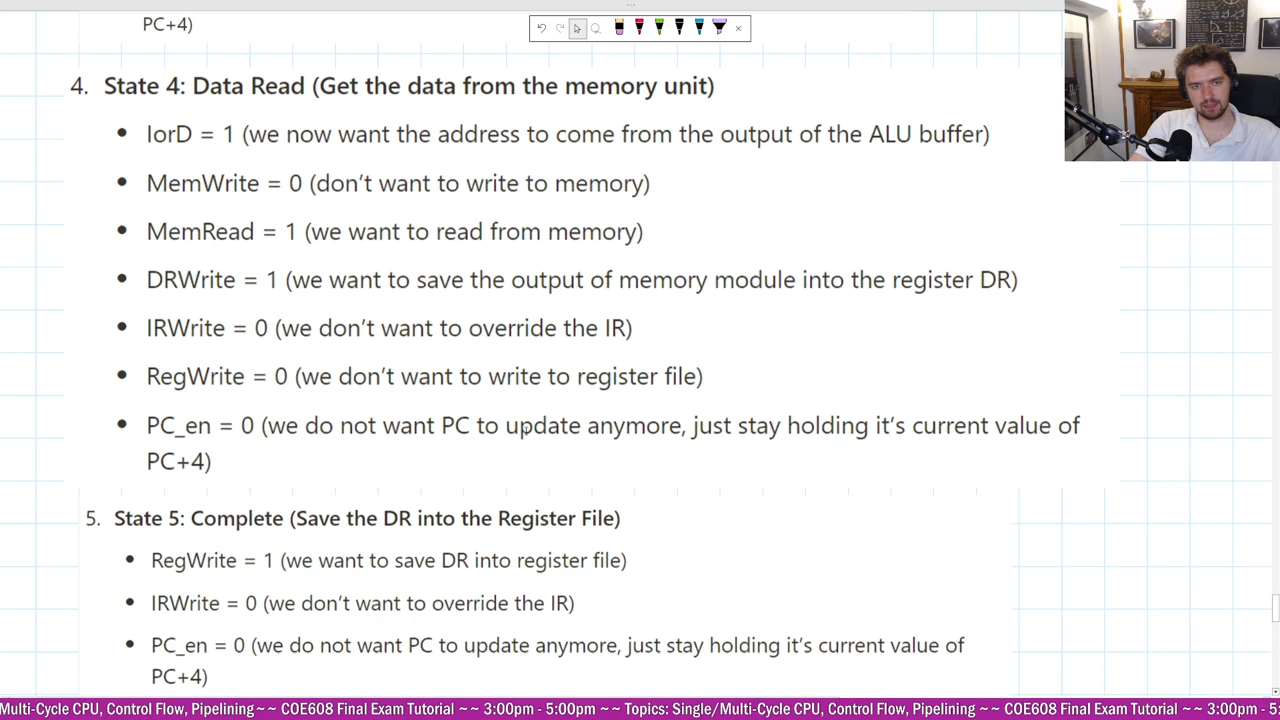 PC+4)
4. State 4: Data Read (Get the data from the memory unit)
• IorD = 1 (we now want the address to come from the output of the ALU buffer)
• MemWrite = 0 (don't want to write to memory)
• MemRead = 1 (we want to read from memory)
• DRWrite = 1 (we want to save the output of memory module into the register DR)
• IRWrite = 0 (we don't want to override the IR)
• RegWrite = 0 (we don't want to write to register file)
• PC_en = 0 (we do not want PC to update anymore, just stay holding it's current value of
PC+4)
5. State 5: Complete (Save the DR into the Register File)
• RegWrite = 1 (we want to save DR into register file)
• IRWrite = 0 (we don't want to override the IR)
• PC_en = 0 (we do not want PC to update anymore, just stay holding it's current value of
PC+4)
Multi-Cycle CPU, Control Flow, Pipelining ~~ COE608 Final Exam Tutorial ~~ 3:00pm - 5:00pm ~~ Topics: Single/Multi-Cycle CPU, Control Flow, Pipelining ~~ COE608 Final Exam Tutorial ~~ 3:00pm - 5: